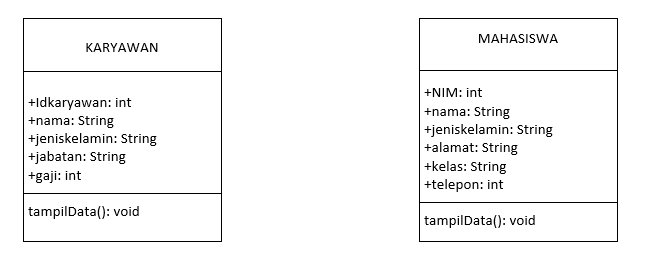 KARYAWAN
+Idkaryawan: int
+nama: String
+jeniskelamin: String
+jabatan: String
+gaji: int
tampilData(): void
MAHASISWA
+NIM: int
+nama: String
+jeniskelamin: String
+alamat: String
+kelas: String
+telepon: int
tampilData(): void